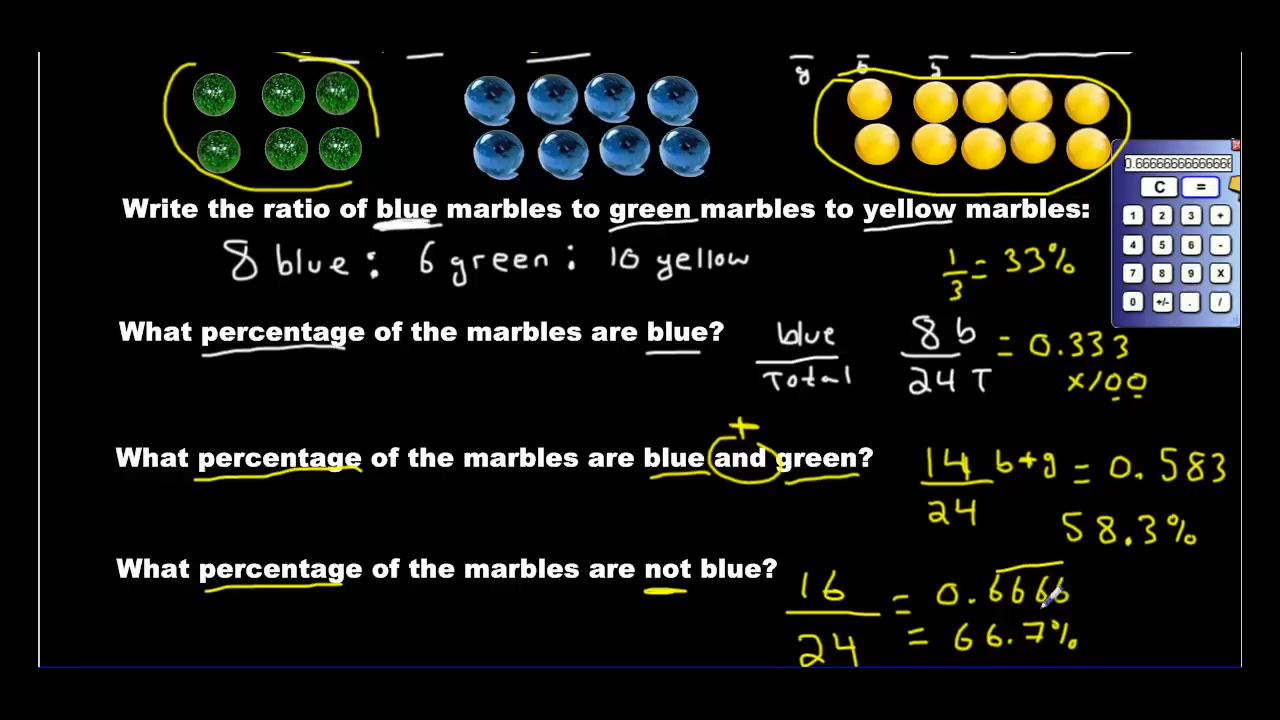 g b y
0.6666666666666
C =
1 2 3 +
4 5 6 -
7 8 9 X
0 +/- . /
Write the ratio of blue marbles to green marbles to yellow marbles:
8 blue : 6 green : 10 yellow
1/3 = 33%
What percentage of the marbles are blue?
blue/Total 8 b/24 T = 0.333
x100
What percentage of the marbles are blue and green?
+
14/24 b+g = 0.583
58.3%
What percentage of the marbles are not blue?
16/24 = 0.6666
= 66.7%